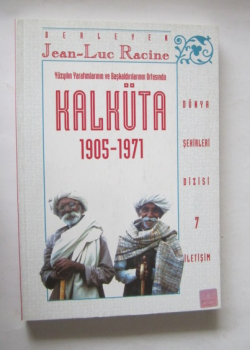 DERLEYEN
Jean-Luc Racine
Yüzyılın Yaratımlarının ve Başkaldırılarının Ortasında
KALKÜTA
1905-1971
DÜNYA
ŞEHİRLERİ
DİZİSİ
7
İLETİŞİM